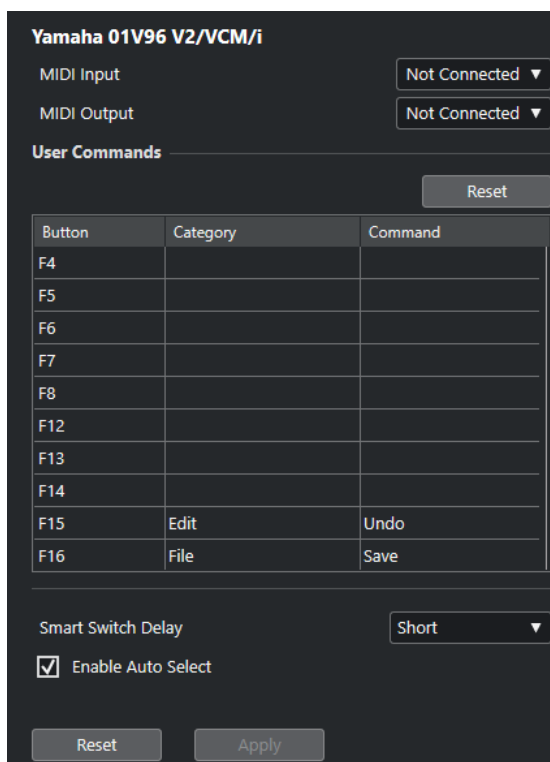 Yamaha 01V96 V2/VCM/i
MIDI Input Not Connected ▼
MIDI Output Not Connected ▼
User Commands
Reset
Button Category Command
F4
F5
F6
F7
F8
F12
F13
F14
F15 Edit Undo
F16 File Save
Smart Switch Delay Short ▼
Enable Auto Select
Reset Apply